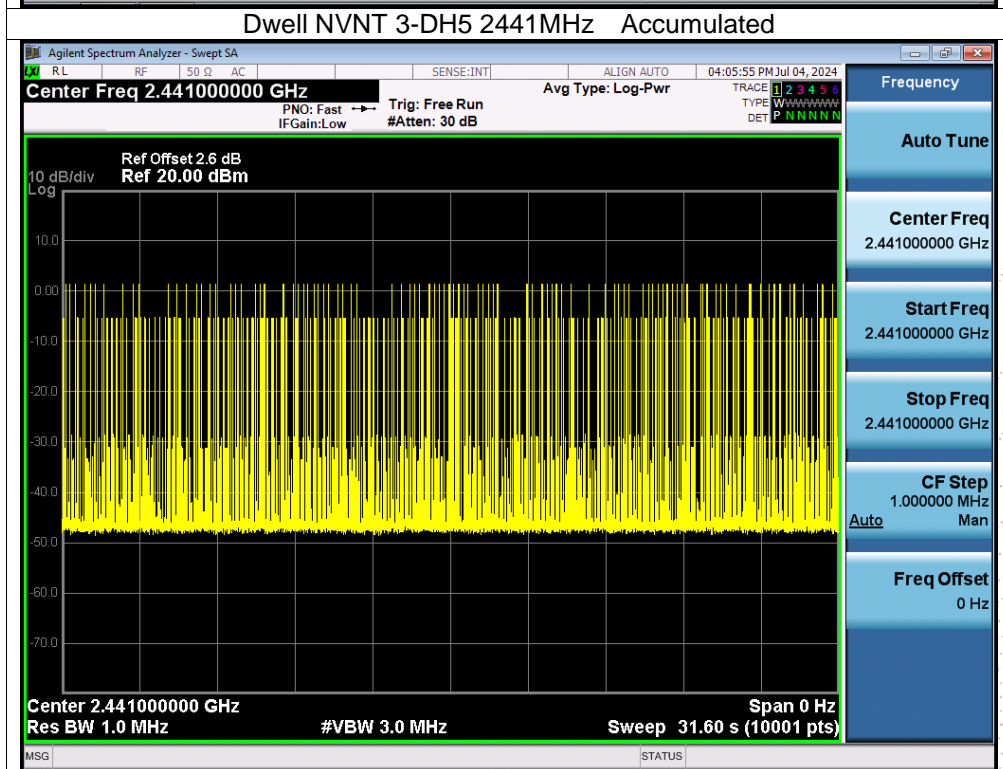 Dwell NVNT 3-DH5 2441MHz Accumulated
Agilent Spectrum Analyzer - Swept SA
LXI RL RF 50 Ω AC SENSE:INT ALIGN AUTO 04:05:55 PM Jul 04, 2024
Center Freq 2.441000000 GHz
PNO: Fast
IFGain:Low
Trig: Free Run
#Atten: 30 dB
Avg Type: Log-Pwr
TRACE 1 2 3 4 5 6
TYPE WWWWWWW
DET P N N N N N
Ref Offset 2.6 dB
10 dB/div Ref 20.00 dBm
Log
10.0
0.00
-10.0
-20.0
-30.0
-40.0
-50.0
-60.0
-70.0
Center 2.441000000 GHz Span 0 Hz
Res BW 1.0 MHz #VBW 3.0 MHz Sweep 31.60 s (10001 pts)
MSG STATUS
Frequency
Auto Tune
Center Freq
2.441000000 GHz
Start Freq
2.441000000 GHz
Stop Freq
2.441000000 GHz
CF Step
1.000000 MHz
Auto Man
Freq Offset
0 Hz